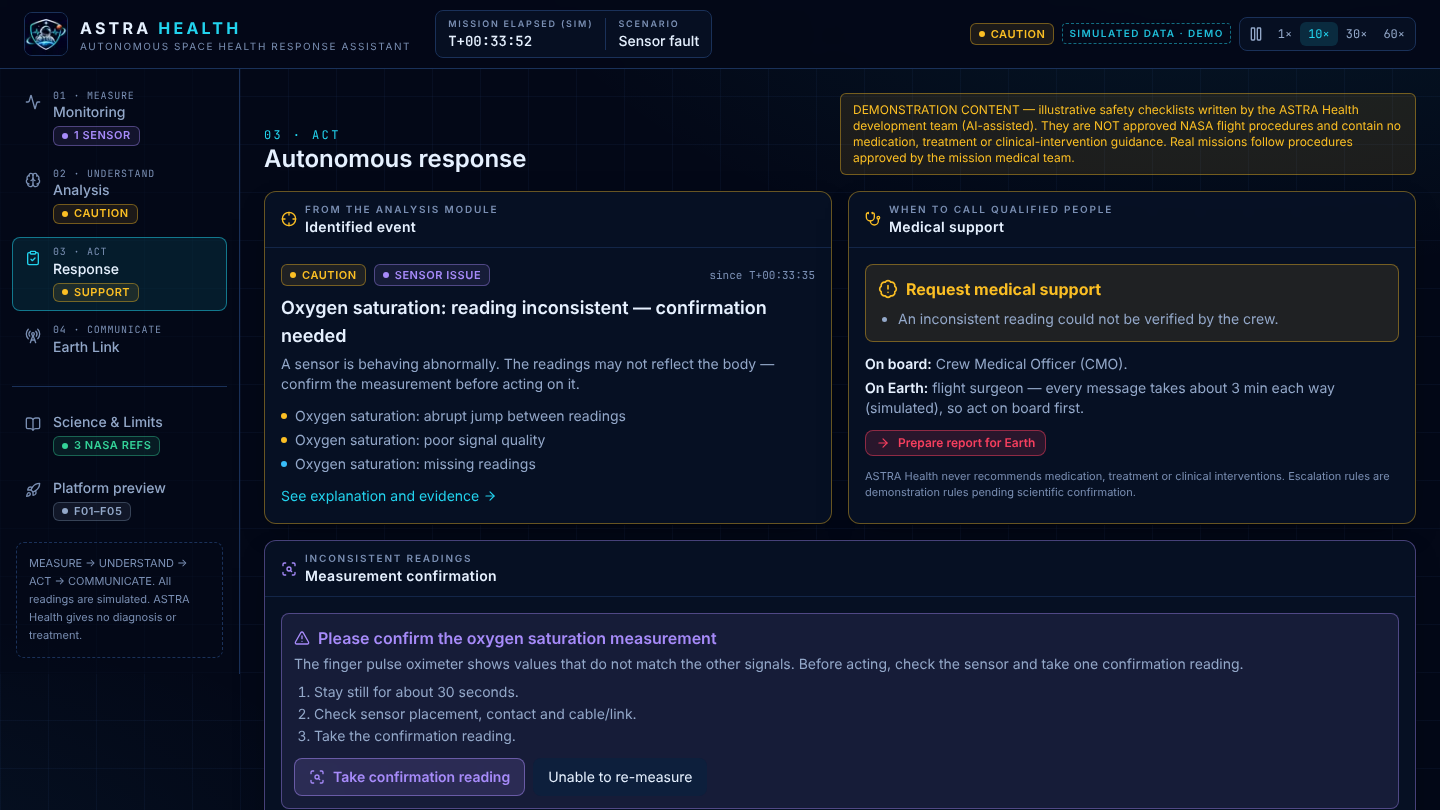 ASTRA HEALTH
AUTONOMOUS SPACE HEALTH RESPONSE ASSISTANT
MISSION ELAPSED (SIM)
T+00:33:52
SCENARIO
Sensor fault
CAUTION
SIMULATED DATA · DEMO
1×
10×
30×
60×
01 · MEASURE
Monitoring
1 SENSOR
02 · UNDERSTAND
Analysis
CAUTION
03 · ACT
Response
SUPPORT
04 · COMMUNICATE
Earth Link
Science & Limits
3 NASA REFS
Platform preview
F01–F05
MEASURE → UNDERSTAND →
ACT → COMMUNICATE. All
readings are simulated. ASTRA
Health gives no diagnosis or
treatment.
03 · ACT
Autonomous response
DEMONSTRATION CONTENT — illustrative safety checklists written by the ASTRA Health
development team (AI-assisted). They are NOT approved NASA flight procedures and contain no
medication, treatment or clinical-intervention guidance. Real missions follow procedures
approved by the mission medical team.
FROM THE ANALYSIS MODULE
Identified event
CAUTION
SENSOR ISSUE
since T+00:33:35
Oxygen saturation: reading inconsistent — confirmation
needed
A sensor is behaving abnormally. The readings may not reflect the body —
confirm the measurement before acting on it.
Oxygen saturation: abrupt jump between readings
Oxygen saturation: poor signal quality
Oxygen saturation: missing readings
See explanation and evidence →
WHEN TO CALL QUALIFIED PEOPLE
Medical support
Request medical support
• An inconsistent reading could not be verified by the crew.
On board: Crew Medical Officer (CMO).
On Earth: flight surgeon — every message takes about 3 min each way
(simulated), so act on board first.
→ Prepare report for Earth
ASTRA Health never recommends medication, treatment or clinical interventions. Escalation rules are
demonstration rules pending scientific confirmation.
INCONSISTENT READINGS
Measurement confirmation
Please confirm the oxygen saturation measurement
The finger pulse oximeter shows values that do not match the other signals. Before acting, check the sensor and take one confirmation reading.
1. Stay still for about 30 seconds.
2. Check sensor placement, contact and cable/link.
3. Take the confirmation reading.
Take confirmation reading
Unable to re-measure